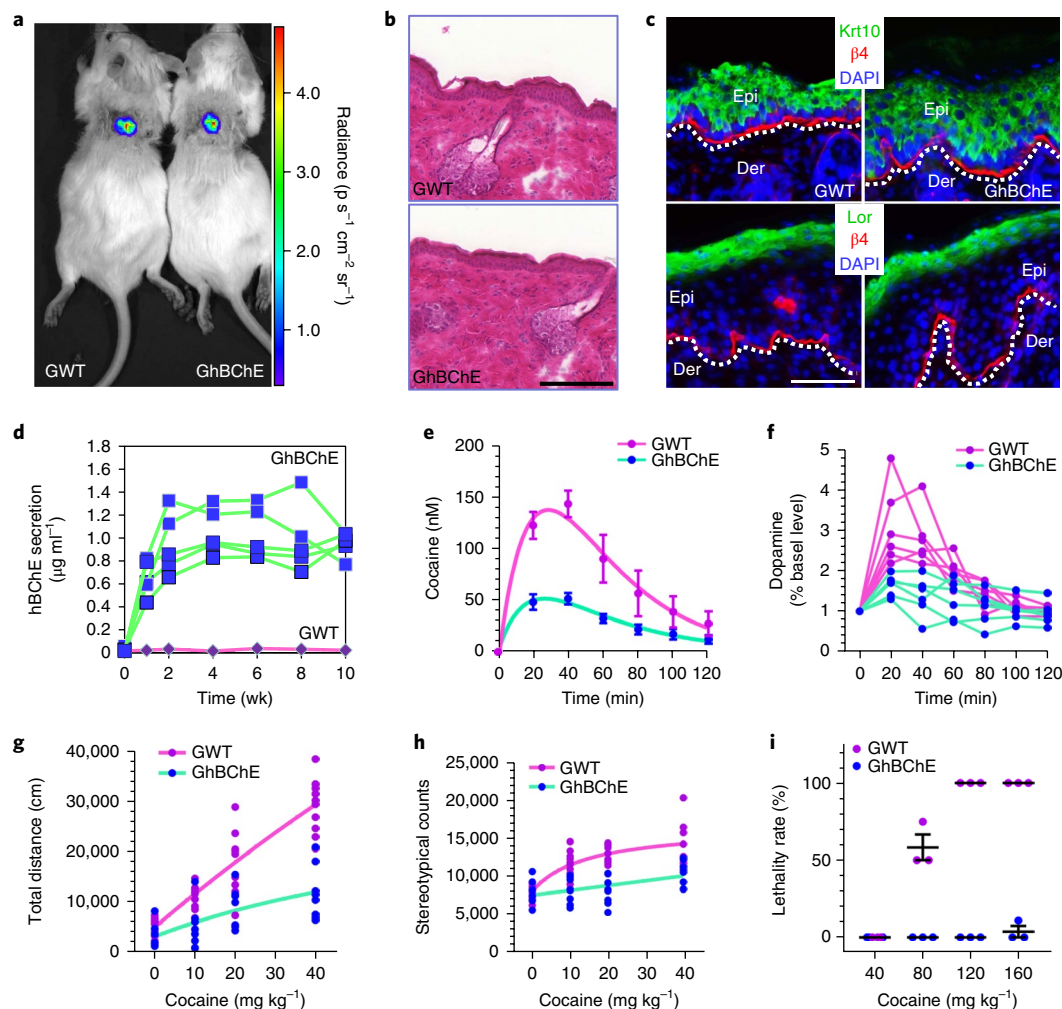 a
4.0
3.0
2.0
1.0
Radiance (p s⁻¹ cm⁻² sr⁻¹)
GWT
GhBChE
b
GWT
GhBChE
c
Krt10
β4
DAPI
Epi
Der
GWT
Epi
Der
GhBChE
Lor
β4
DAPI
Epi
Der
Epi
Der
d
hBChE secretion
(µg ml⁻¹)
1.8
1.6
1.4
1.2
1.0
0.8
0.6
0.4
0.2
0
GhBChE
GWT
0 2 4 6 8 10
Time (wk)
e
Cocaine (nM)
200
150
100
50
0
GWT
GhBChE
0 20 40 60 80 100 120
Time (min)
f
Dopamine
(% basel level)
5
4
3
2
1
0
GWT
GhBChE
0 20 40 60 80 100 120
Time (min)
g
Total distance (cm)
40,000
30,000
20,000
10,000
0
GWT
GhBChE
0 10 20 30 40
Cocaine (mg kg⁻¹)
h
Stereotypical counts
25,000
20,000
15,000
10,000
5,000
0
GWT
GhBChE
0 10 20 30 40
Cocaine (mg kg⁻¹)
i
Lethality rate (%)
100
50
0
GWT
GhBChE
40 80 120 160
Cocaine (mg kg⁻¹)